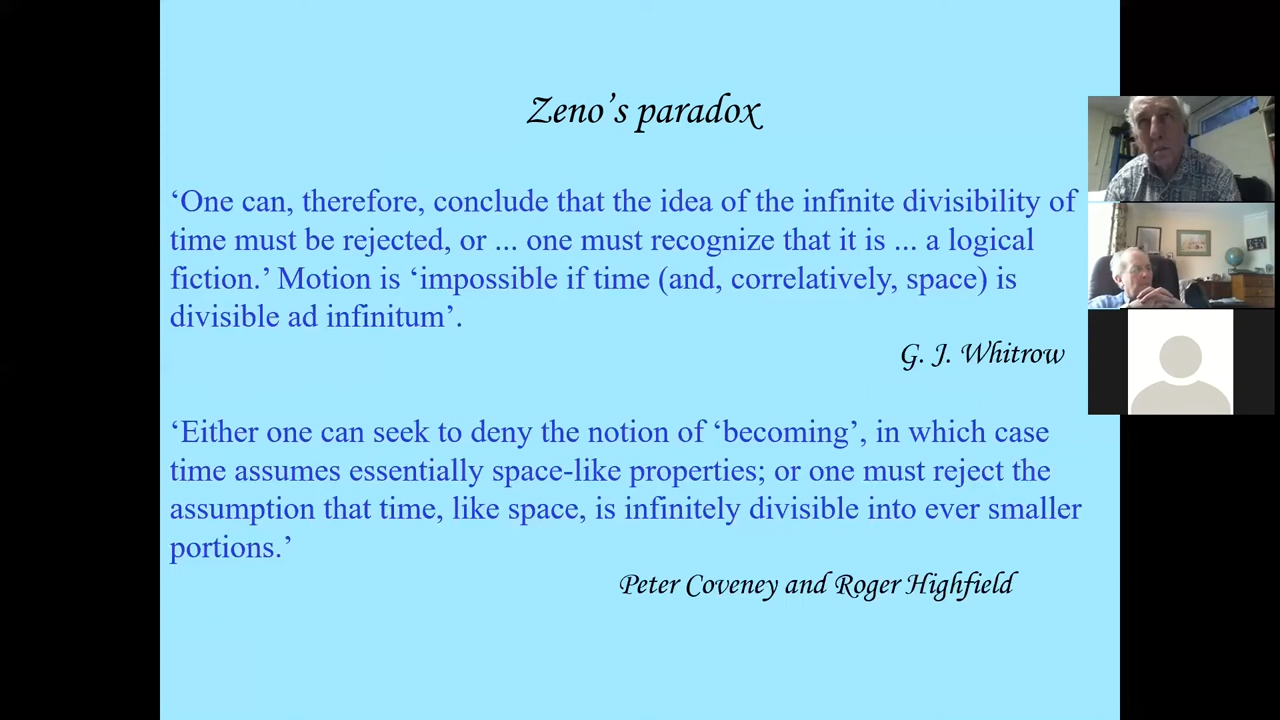 Zeno’s paradox
‘One can, therefore, conclude that the idea of the infinite divisibility of
time must be rejected, or ... one must recognize that it is ... a logical
fiction.’ Motion is ‘impossible if time (and, correlatively, space) is
divisible ad infinitum’.
G. J. Whitrow
‘Either one can seek to deny the notion of ‘becoming’, in which case
time assumes essentially space-like properties; or one must reject the
assumption that time, like space, is infinitely divisible into ever smaller
portions.’
Peter Coveney and Roger Highfield